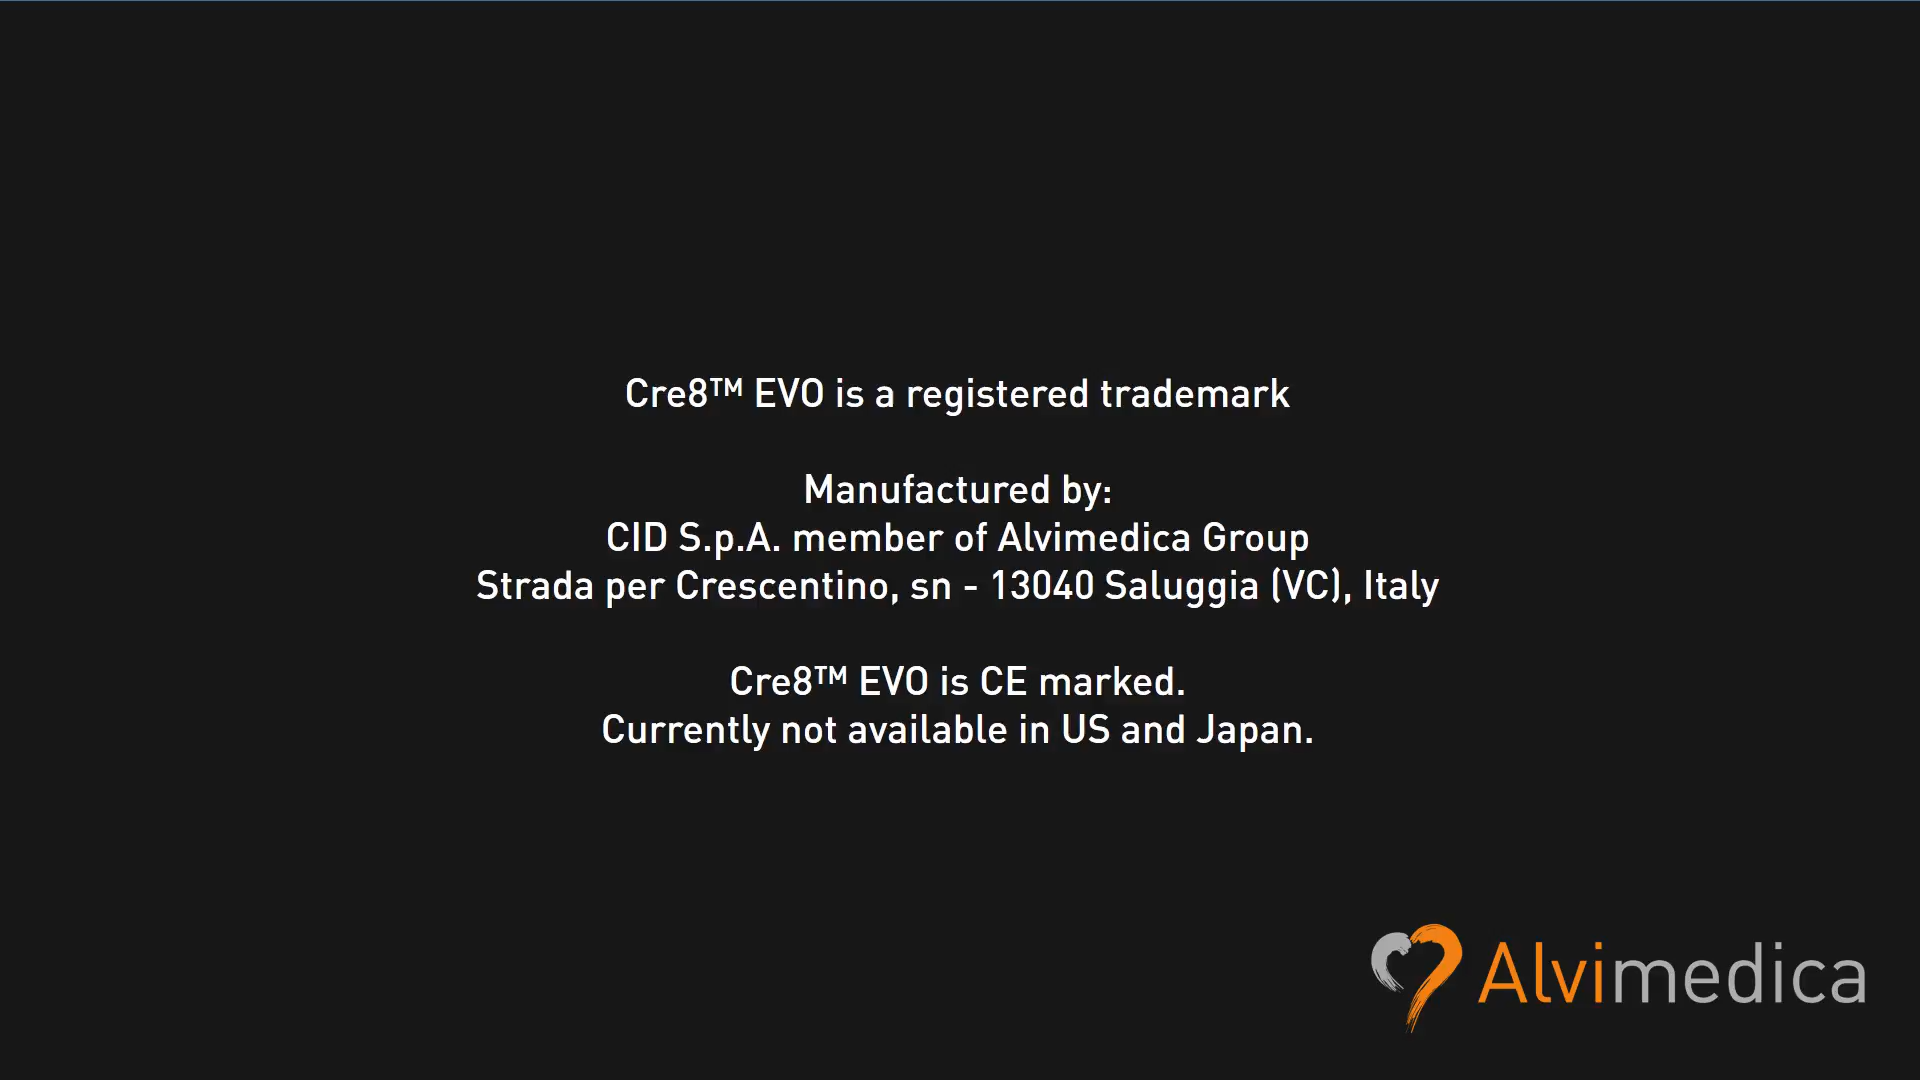 Cre8™ EVO is a registered trademark
Manufactured by:
CID S.p.A. member of Alvimedica Group
Strada per Crescentino, sn - 13040 Saluggia (VC), Italy
Cre8™ EVO is CE marked.
Currently not available in US and Japan.
Alvimedica